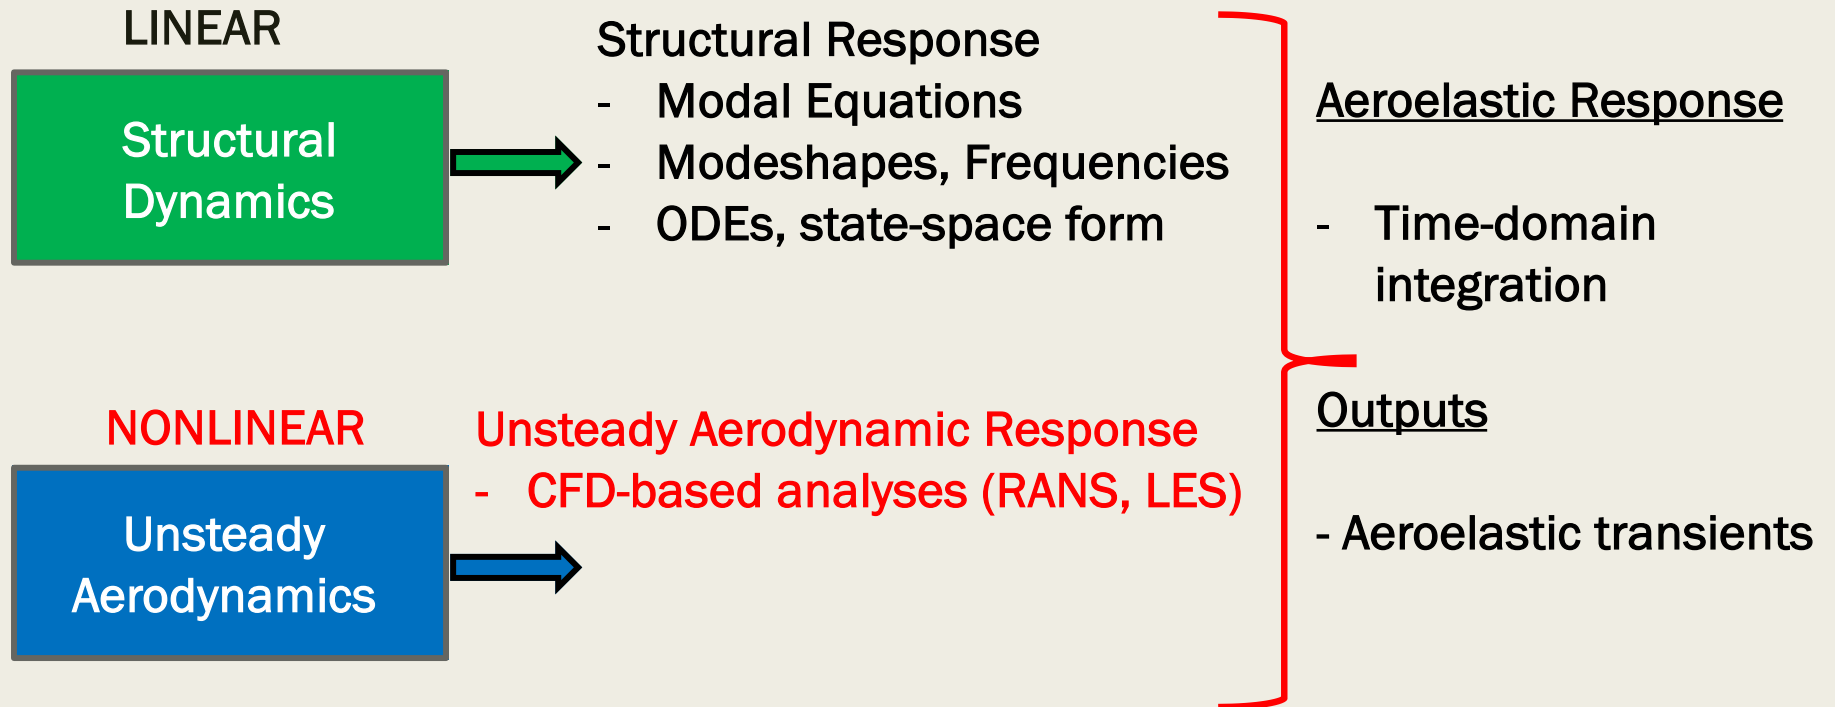 LINEAR
Structural
Dynamics
Structural Response
- Modal Equations
- Modeshapes, Frequencies
- ODEs, state-space form
NONLINEAR
Unsteady
Aerodynamics
Unsteady Aerodynamic Response
- CFD-based analyses (RANS, LES)
Aeroelastic Response
- Time-domain
integration
Outputs
- Aeroelastic transients